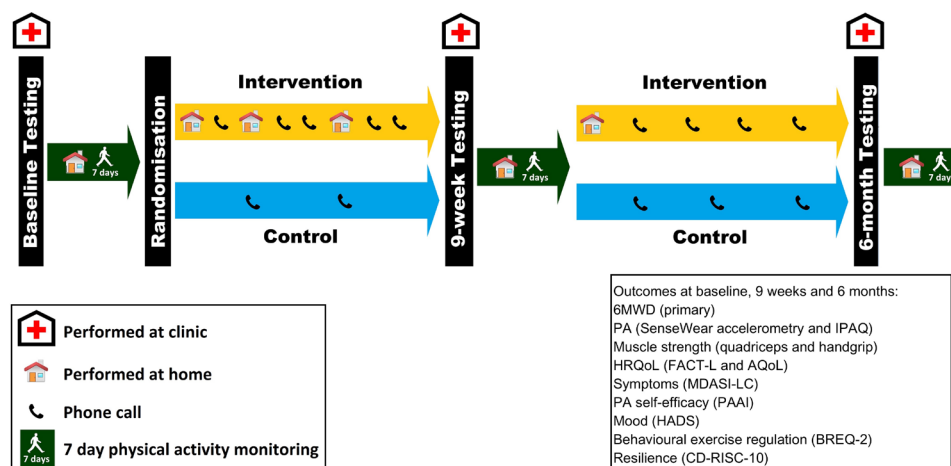 Baseline Testing
7 days
Randomisation
Intervention
Control
9-week Testing
7 days
Intervention
Control
6-month Testing
7 days
Performed at clinic
Performed at home
Phone call
7 days
7 day physical activity monitoring
Outcomes at baseline, 9 weeks and 6 months:
6MWD (primary)
PA (SenseWear accelerometry and IPAQ)
Muscle strength (quadriceps and handgrip)
HRQoL (FACT-L and AQoL)
Symptoms (MDASI-LC)
PA self-efficacy (PAAI)
Mood (HADS)
Behavioural exercise regulation (BREQ-2)
Resilience (CD-RISC-10)